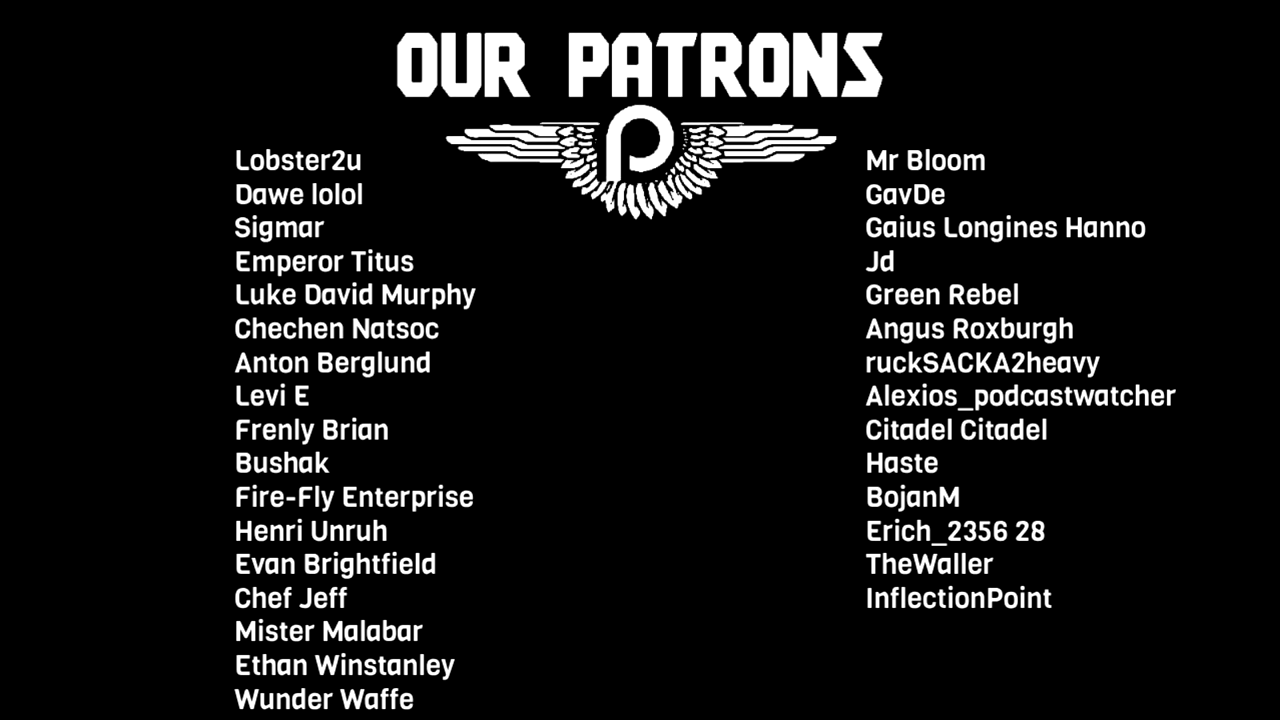 OUR PATRONS
Lobster2u
Dawe lolol
Sigmar
Emperor Titus
Luke David Murphy
Chechen Natsoc
Anton Berglund
Levi E
Frenly Brian
Bushak
Fire-Fly Enterprise
Henri Unruh
Evan Brightfield
Chef Jeff
Mister Malabar
Ethan Winstanley
Wunder Waffe
Mr Bloom
GavDe
Gaius Longines Hanno
Jd
Green Rebel
Angus Roxburgh
ruckSACKA2heavy
Alexios_podcastwatcher
Citadel Citadel
Haste
BojanM
Erich_2356 28
TheWaller
InflectionPoint